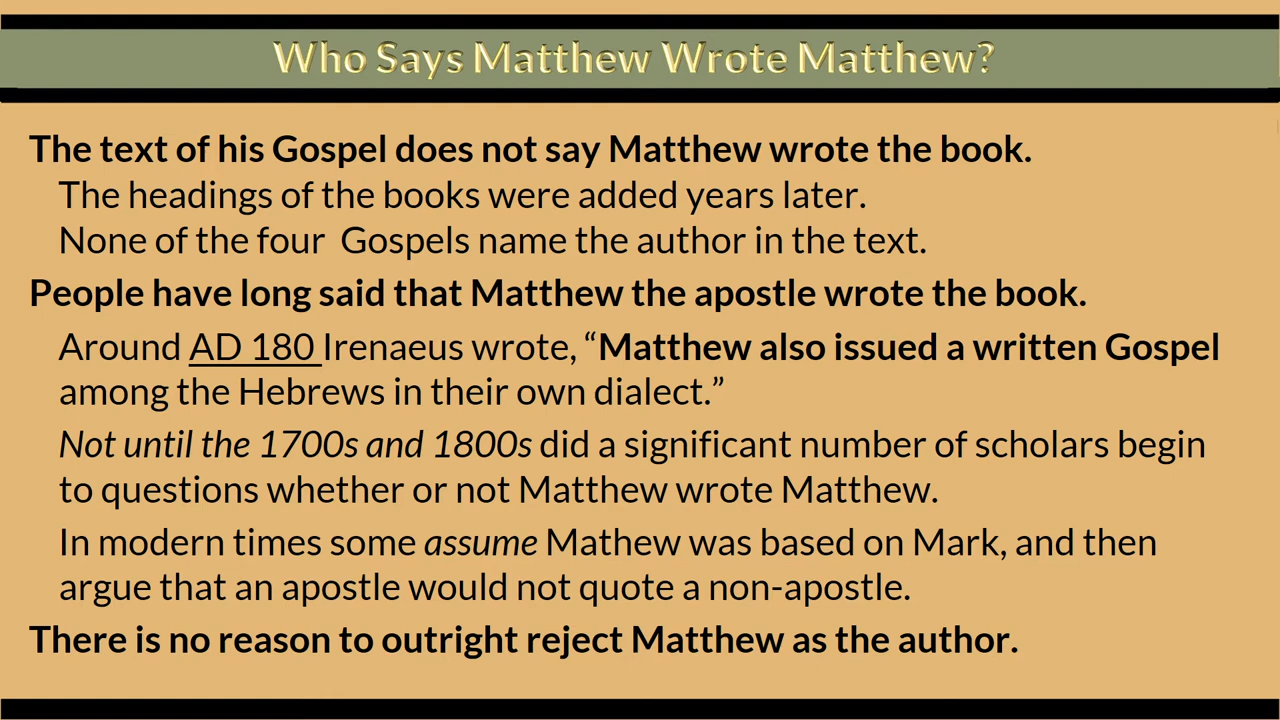 Who Says Matthew Wrote Matthew?
The text of his Gospel does not say Matthew wrote the book.
The headings of the books were added years later.
None of the four  Gospels name the author in the text.
People have long said that Matthew the apostle wrote the book.
Around AD 180 Irenaeus wrote, “Matthew also issued a written Gospel
among the Hebrews in their own dialect.”
Not until the 1700s and 1800s did a significant number of scholars begin
to questions whether or not Matthew wrote Matthew.
In modern times some assume Mathew was based on Mark, and then
argue that an apostle would not quote a non-apostle.
There is no reason to outright reject Matthew as the author.